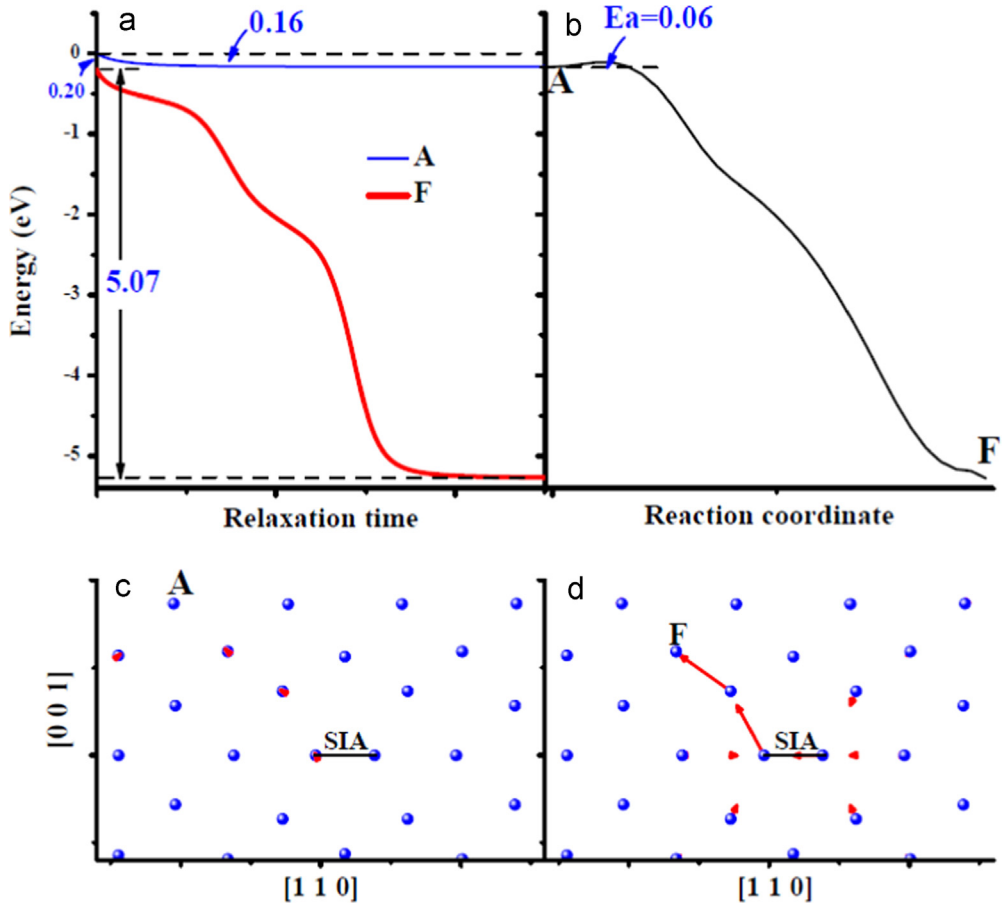 a
0.16
b
Ea=0.06
0
A
0.20
-1
A
F
-2
Energy (eV)
5.07
-3
-4
-5
F
Relaxation time
Reaction coordinate
c
A
d
F
[0 0 1]
SIA
SIA
[1 1 0]
[1 1 0]